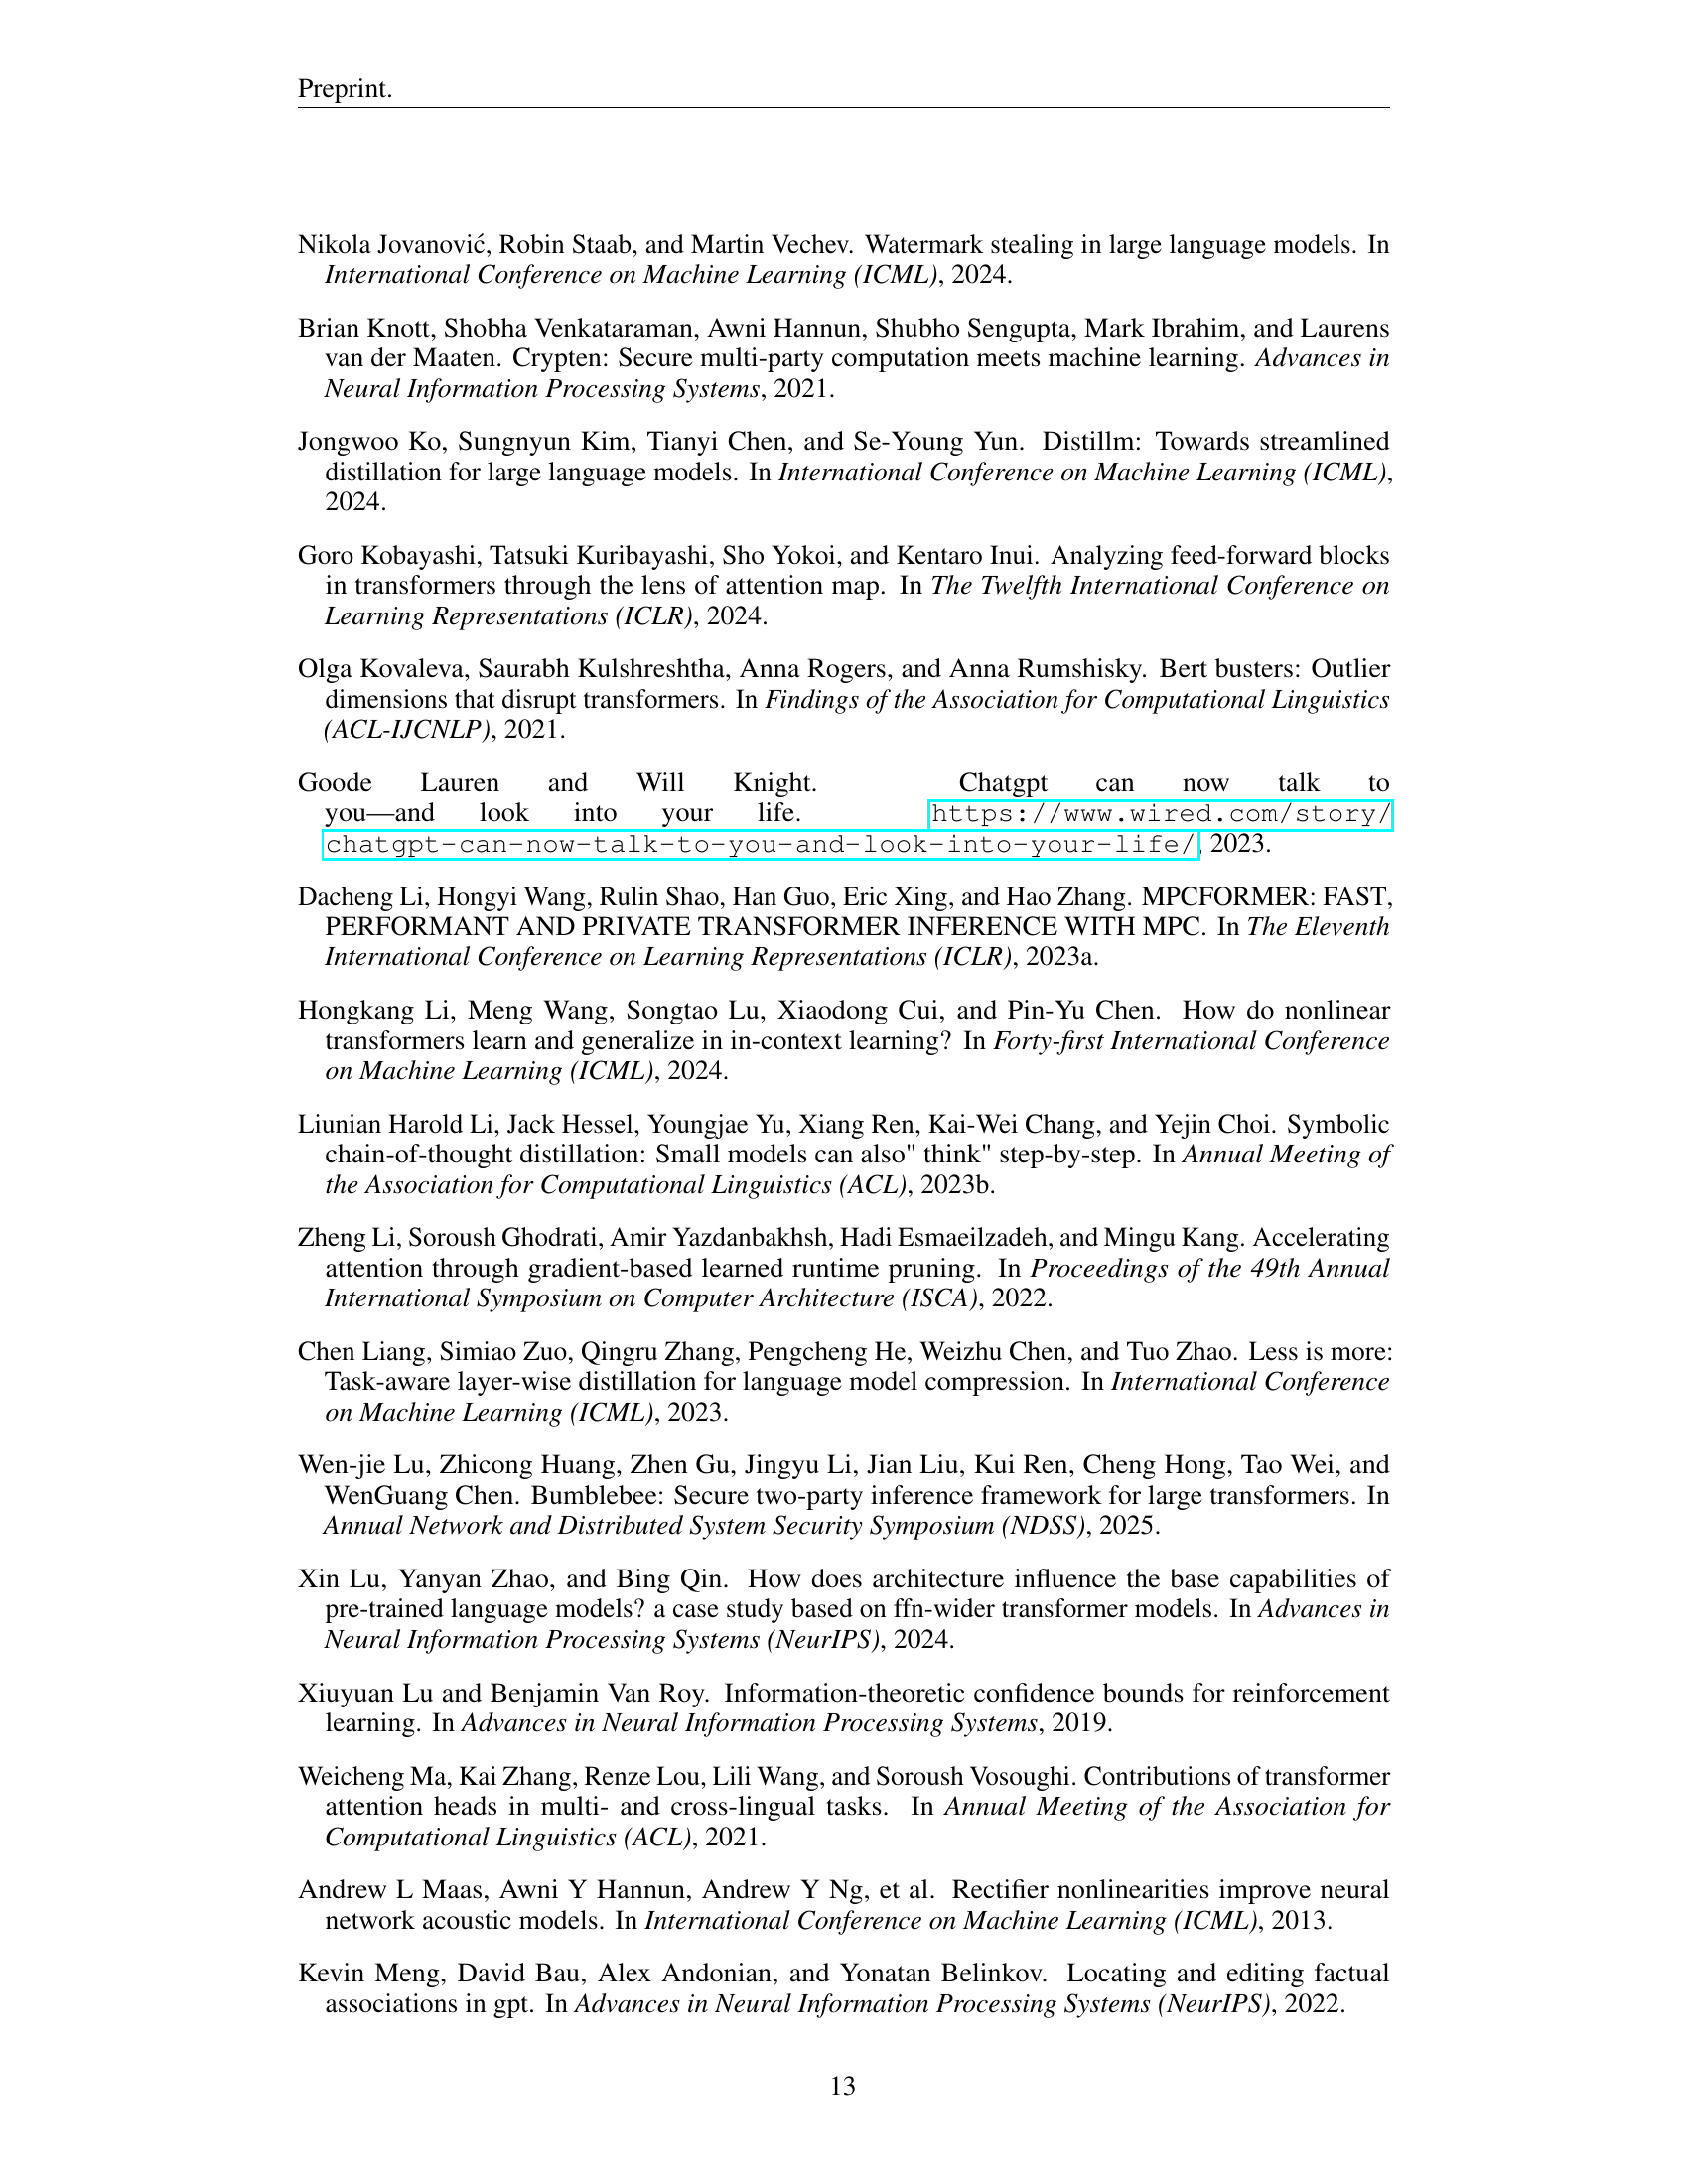 Preprint.
Nikola Jovanović, Robin Staab, and Martin Vechev. Watermark stealing in large language models. In
International Conference on Machine Learning (ICML), 2024.
Brian Knott, Shobha Venkataraman, Awni Hannun, Shubho Sengupta, Mark Ibrahim, and Laurens
van der Maaten. Crypten: Secure multi-party computation meets machine learning. Advances in
Neural Information Processing Systems, 2021.
Jongwoo Ko, Sungnyun Kim, Tianyi Chen, and Se-Young Yun. Distillm: Towards streamlined
distillation for large language models. In International Conference on Machine Learning (ICML),
2024.
Goro Kobayashi, Tatsuki Kuribayashi, Sho Yokoi, and Kentaro Inui. Analyzing feed-forward blocks
in transformers through the lens of attention map. In The Twelfth International Conference on
Learning Representations (ICLR), 2024.
Olga Kovaleva, Saurabh Kulshreshtha, Anna Rogers, and Anna Rumshisky. Bert busters: Outlier
dimensions that disrupt transformers. In Findings of the Association for Computational Linguistics
(ACL-IJCNLP), 2021.
Goode Lauren and Will Knight. Chatgpt can now talk to
you—and look into your life. https://www.wired.com/story/
chatgpt-can-now-talk-to-you-and-look-into-your-life/, 2023.
Dacheng Li, Hongyi Wang, Rulin Shao, Han Guo, Eric Xing, and Hao Zhang. MPCFORMER: FAST,
PERFORMANT AND PRIVATE TRANSFORMER INFERENCE WITH MPC. In The Eleventh
International Conference on Learning Representations (ICLR), 2023a.
Hongkang Li, Meng Wang, Songtao Lu, Xiaodong Cui, and Pin-Yu Chen. How do nonlinear
transformers learn and generalize in in-context learning? In Forty-first International Conference
on Machine Learning (ICML), 2024.
Liunian Harold Li, Jack Hessel, Youngjae Yu, Xiang Ren, Kai-Wei Chang, and Yejin Choi. Symbolic
chain-of-thought distillation: Small models can also" think" step-by-step. In Annual Meeting of
the Association for Computational Linguistics (ACL), 2023b.
Zheng Li, Soroush Ghodrati, Amir Yazdanbakhsh, Hadi Esmaeilzadeh, and Mingu Kang. Accelerating
attention through gradient-based learned runtime pruning. In Proceedings of the 49th Annual
International Symposium on Computer Architecture (ISCA), 2022.
Chen Liang, Simiao Zuo, Qingru Zhang, Pengcheng He, Weizhu Chen, and Tuo Zhao. Less is more:
Task-aware layer-wise distillation for language model compression. In International Conference
on Machine Learning (ICML), 2023.
Wen-jie Lu, Zhicong Huang, Zhen Gu, Jingyu Li, Jian Liu, Kui Ren, Cheng Hong, Tao Wei, and
WenGuang Chen. Bumblebee: Secure two-party inference framework for large transformers. In
Annual Network and Distributed System Security Symposium (NDSS), 2025.
Xin Lu, Yanyan Zhao, and Bing Qin. How does architecture influence the base capabilities of
pre-trained language models? a case study based on ffn-wider transformer models. In Advances in
Neural Information Processing Systems (NeurIPS), 2024.
Xiuyuan Lu and Benjamin Van Roy. Information-theoretic confidence bounds for reinforcement
learning. In Advances in Neural Information Processing Systems, 2019.
Weicheng Ma, Kai Zhang, Renze Lou, Lili Wang, and Soroush Vosoughi. Contributions of transformer
attention heads in multi- and cross-lingual tasks. In Annual Meeting of the Association for
Computational Linguistics (ACL), 2021.
Andrew L Maas, Awni Y Hannun, Andrew Y Ng, et al. Rectifier nonlinearities improve neural
network acoustic models. In International Conference on Machine Learning (ICML), 2013.
Kevin Meng, David Bau, Alex Andonian, and Yonatan Belinkov. Locating and editing factual
associations in gpt. In Advances in Neural Information Processing Systems (NeurIPS), 2022.
13